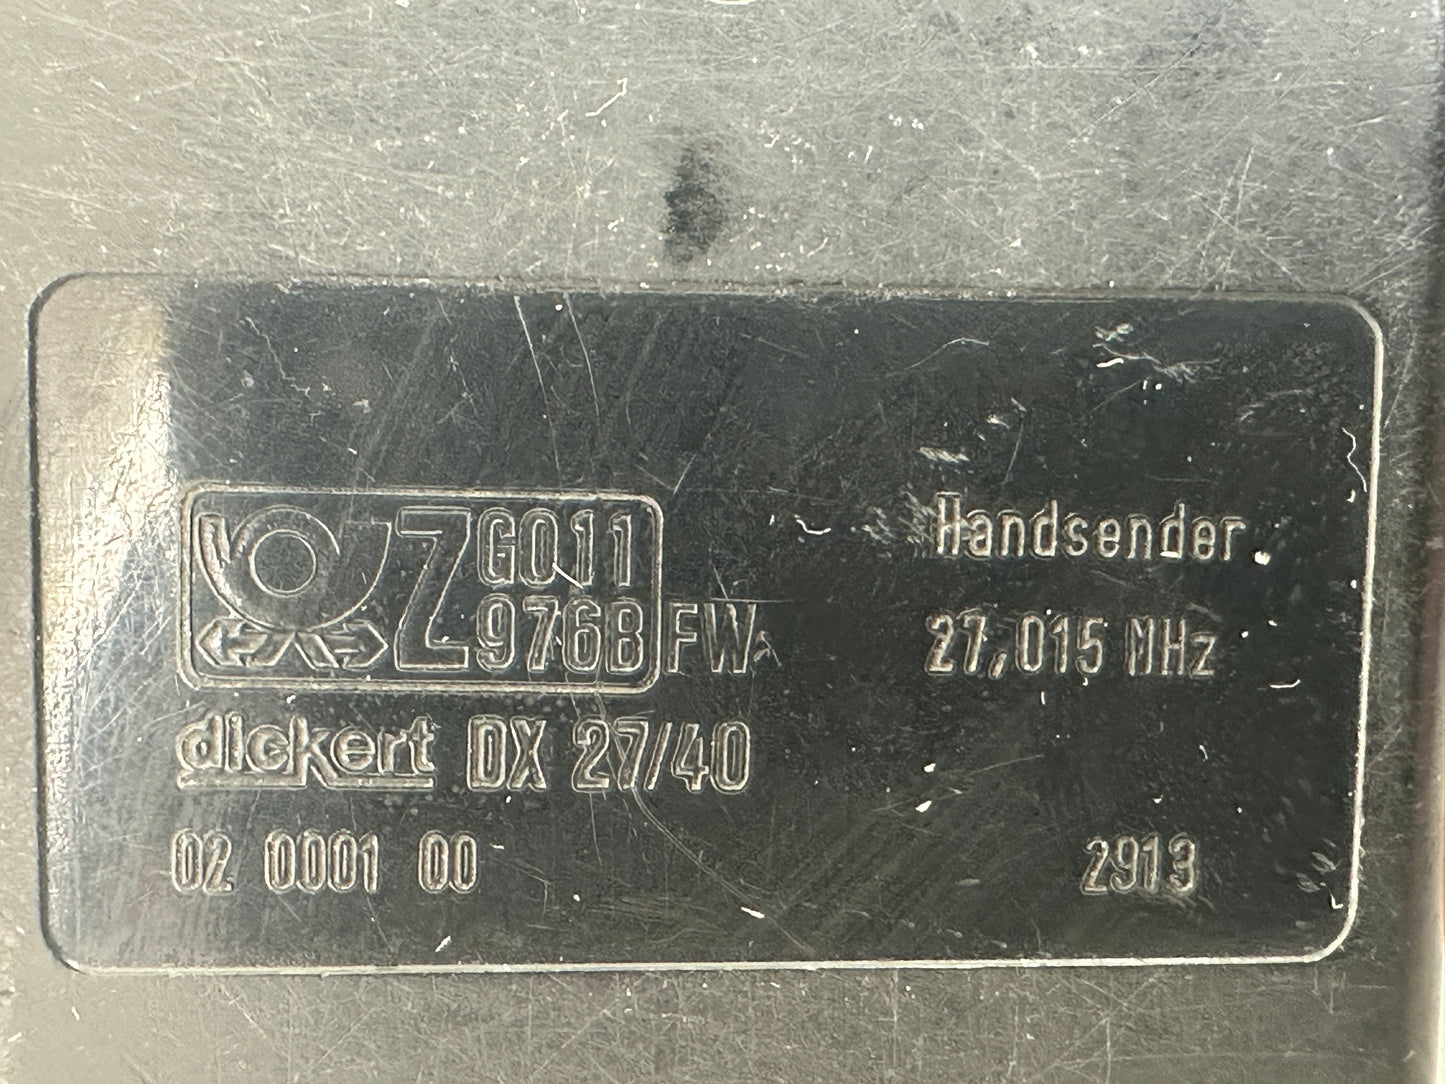 Z G011
976B FW
dickert DX 27/40
02 0001 00
Handsender
27,015 MHz
2913